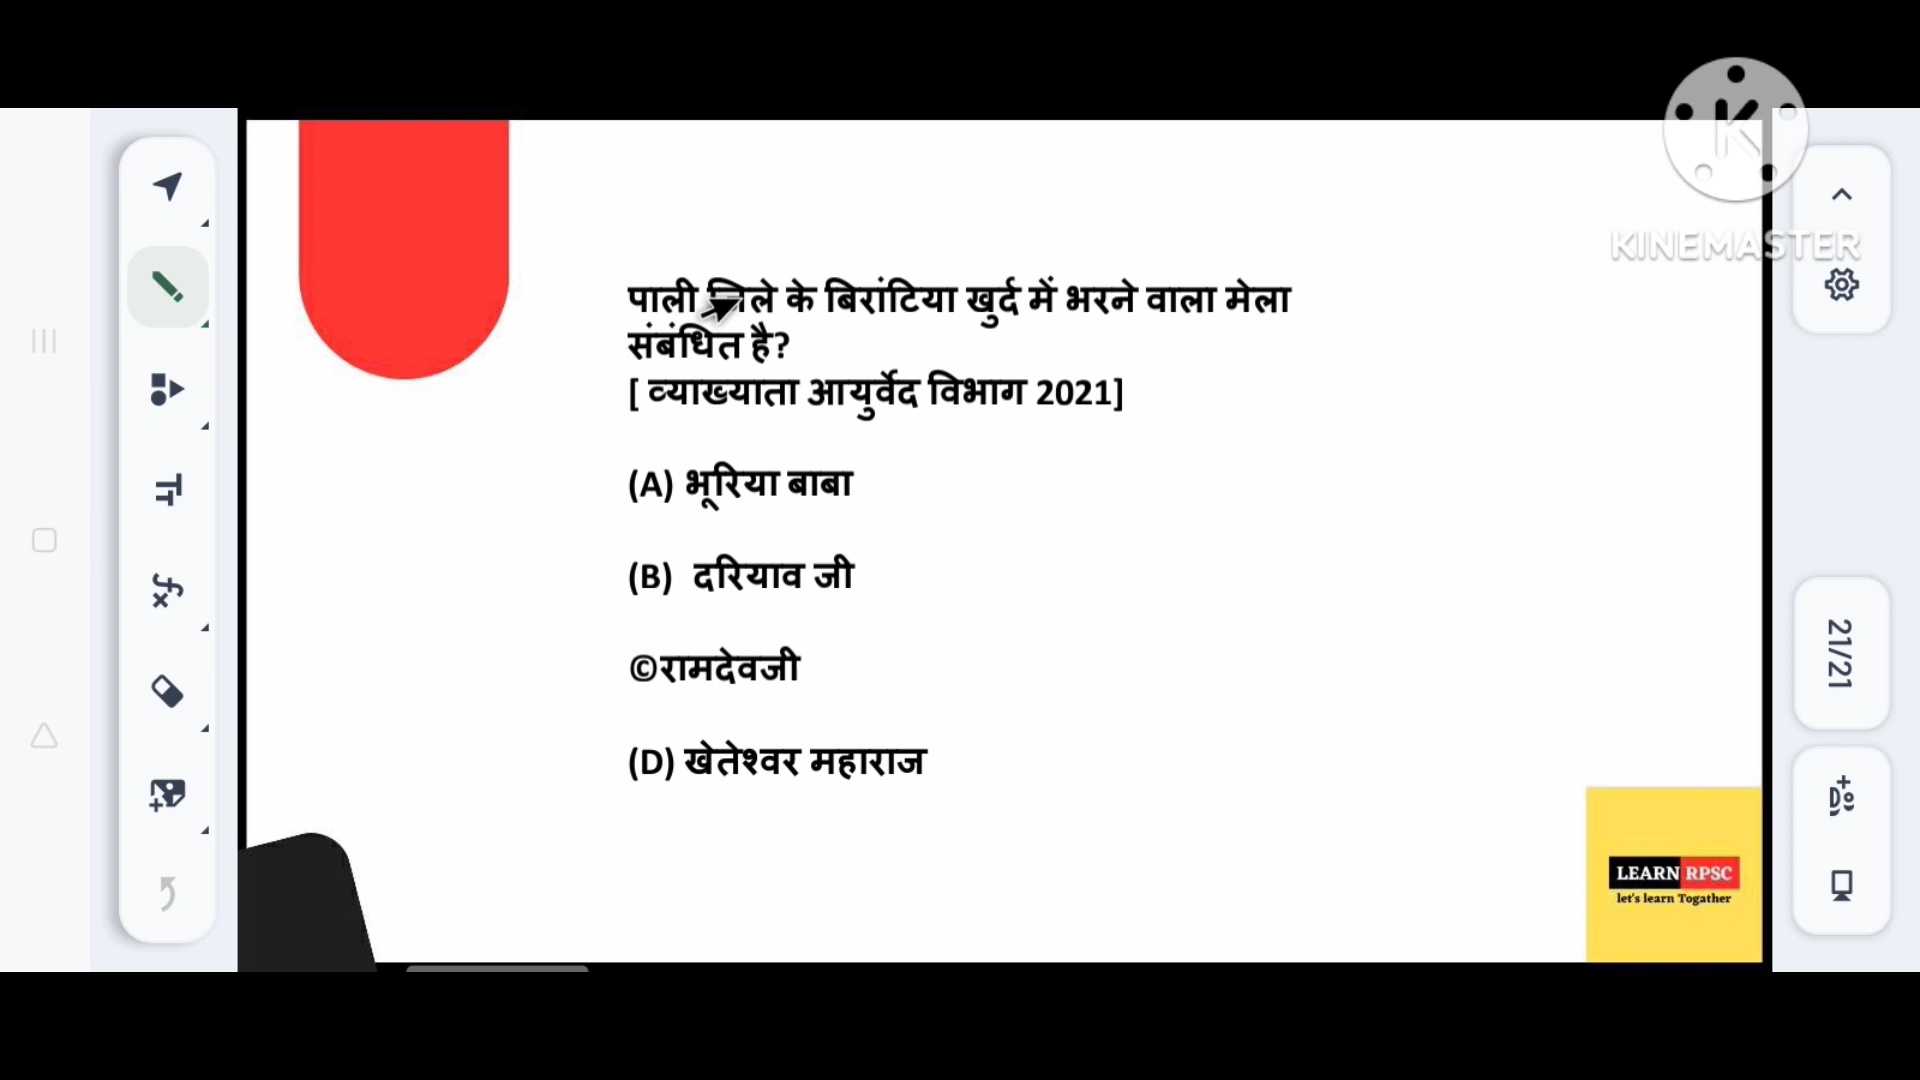 पाली जिले के बिरांटिया खुर्द में भरने वाला मेला
संबंधित है?
[ व्याख्याता आयुर्वेद विभाग 2021]
(A) भूरिया बाबा
(B) दरियाव जी
©रामदेवजी
(D) खेतेश्वर महाराज
KINEMASTER
21/21
LEARN RPSC
let's learn Togather